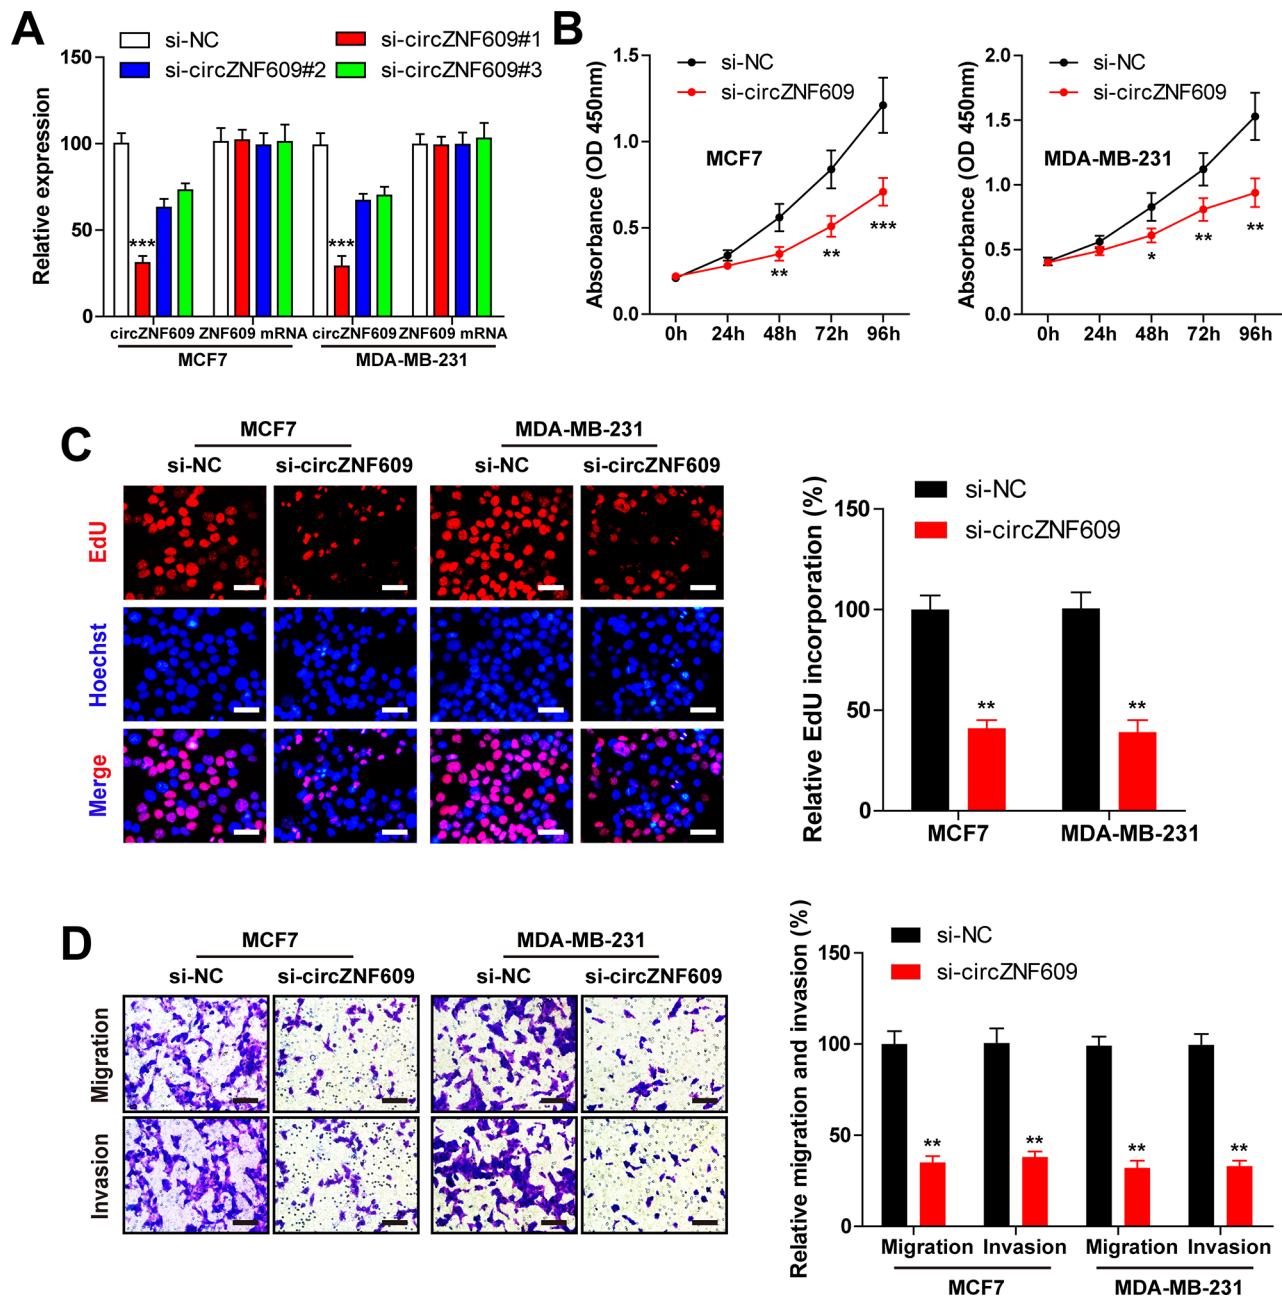 A
si-NC
si-circZNF609#1
si-circZNF609#2
si-circZNF609#3
Relative expression
150
100
50
0
***
***
circZNF609 ZNF609 mRNA circZNF609 ZNF609 mRNA
MCF7
MDA-MB-231
B
Absorbance (OD 450nm)
1.5
1.0
0.5
0.0
si-NC
si-circZNF609
MCF7
**
**
***
0h 24h 48h 72h 96h
Absorbance (OD 450nm)
2.0
1.5
1.0
0.5
0.0
si-NC
si-circZNF609
MDA-MB-231
*
**
**
0h 24h 48h 72h 96h
C
MCF7
MDA-MB-231
si-NC
si-circZNF609
si-NC
si-circZNF609
EdU
Hoechst
Merge
Relative EdU incorporation (%)
150
100
50
0
si-NC
si-circZNF609
**
**
MCF7
MDA-MB-231
D
MCF7
MDA-MB-231
si-NC
si-circZNF609
si-NC
si-circZNF609
Migration
Invasion
Relative migration and invasion (%)
150
100
50
0
si-NC
si-circZNF609
**
**
**
**
Migration Invasion Migration Invasion
MCF7
MDA-MB-231